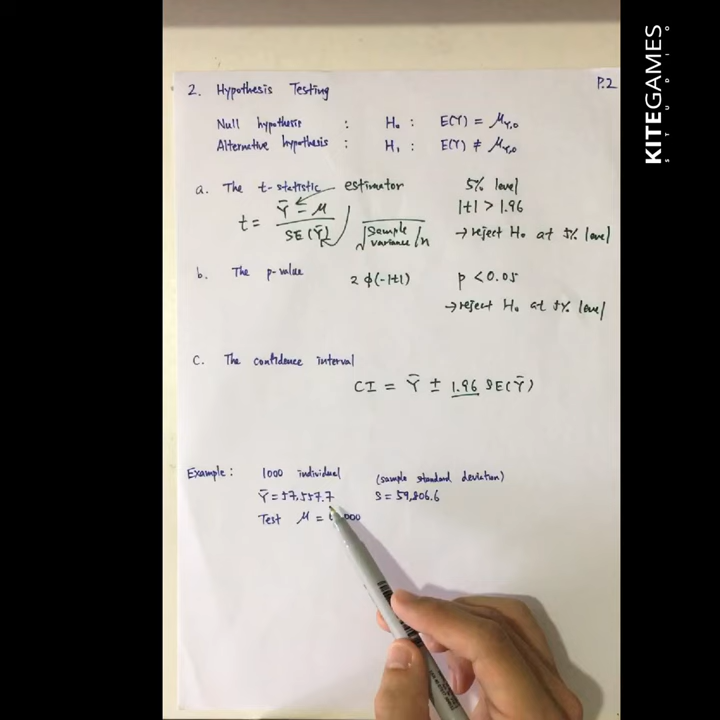 KITEGAMES
STUDIO
P.2
2. Hypothesis Testing
Null hypothesis : H₀ : E(Y) = μY,0
Alternative hypothesis : H₁ : E(Y) ≠ μY,0
a. The t-statistic estimator 5% level
t = Ȳ - μ / SE(Ȳ) √sample variance/n |t| > 1.96
→ reject H₀ at 5% level
b. The p-value 2 Φ(-|t|) p < 0.05
→ reject H₀ at 5% level
c. The confidence interval
CI = Ȳ ± 1.96 SE(Ȳ)
Example : 1000 individual (sample standard deviation)
Ȳ = 57,557.7 S = 59,806.6
Test μ =